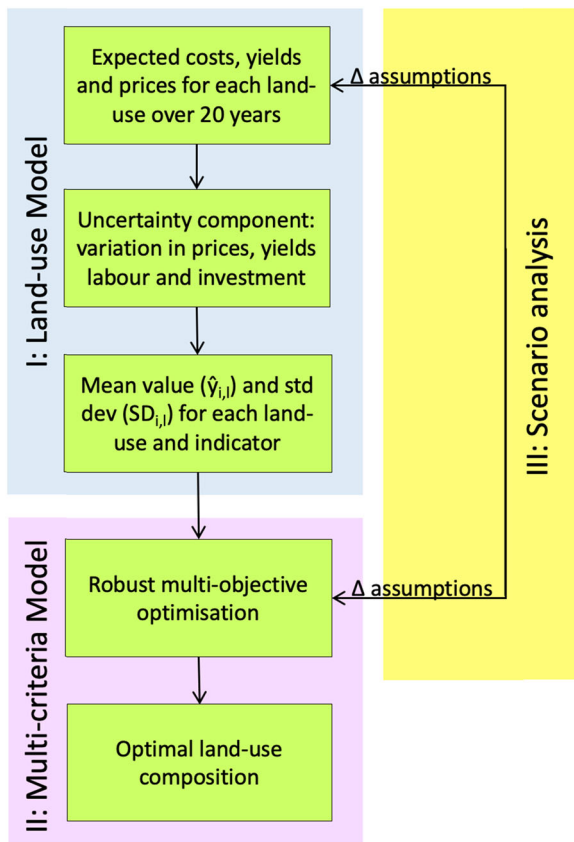 I: Land-use Model
Expected costs, yields
and prices for each land-
use over 20 years
Uncertainty component:
variation in prices, yields
labour and investment
Mean value (ŷi,l) and std
dev (SDi,l) for each land-
use and indicator
II: Multi-criteria Model
Robust multi-objective
optimisation
Optimal land-use
composition
III: Scenario analysis
Δ assumptions
Δ assumptions